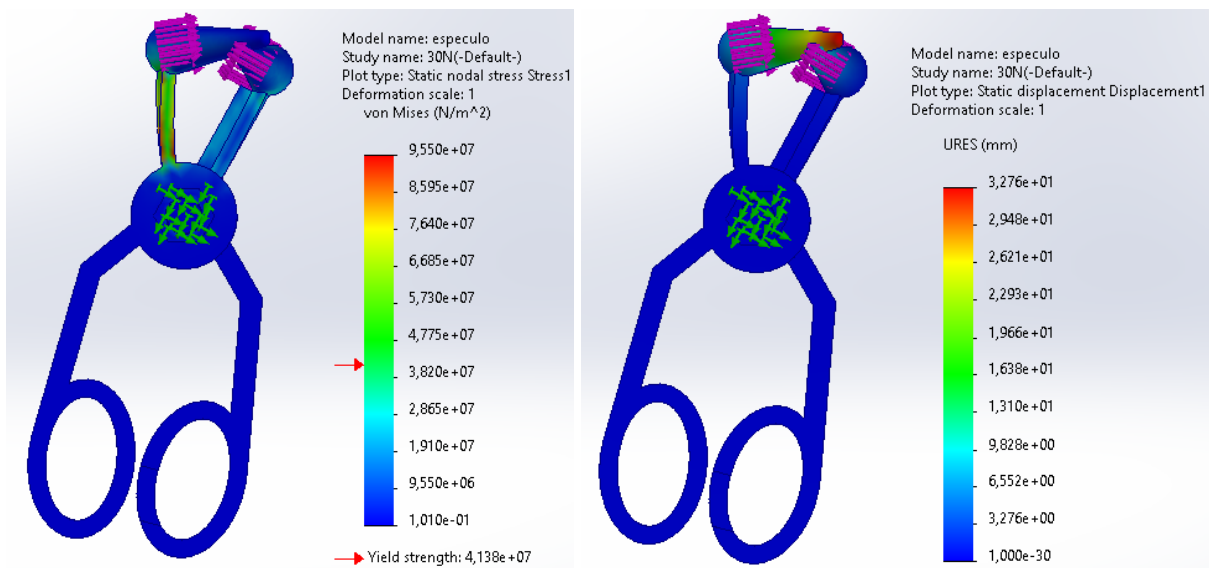 Model name: especulo
Study name: 30N(-Default-)
Plot type: Static nodal stress Stress1
Deformation scale: 1
von Mises (N/m^2)
9,550e+07
8,595e+07
7,640e+07
6,685e+07
5,730e+07
4,775e+07
3,820e+07
2,865e+07
1,910e+07
9,550e+06
1,010e-01
Yield strength: 4,138e+07
Model name: especulo
Study name: 30N(-Default-)
Plot type: Static displacement Displacement1
Deformation scale: 1
URES (mm)
3,276e+01
2,948e+01
2,621e+01
2,293e+01
1,966e+01
1,638e+01
1,310e+01
9,828e+00
6,552e+00
3,276e+00
1,000e-30